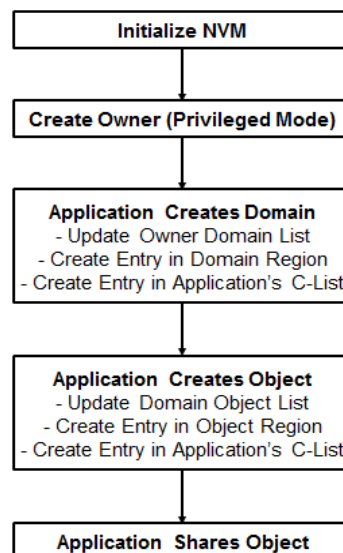 Initialize NVM
Create Owner (Privileged Mode)
Application Creates Domain
- Update Owner Domain List
- Create Entry in Domain Region
- Create Entry in Application's C-List
Application Creates Object
- Update Domain Object List
- Create Entry in Object Region
- Create Entry in Application's C-List
Application Shares Object